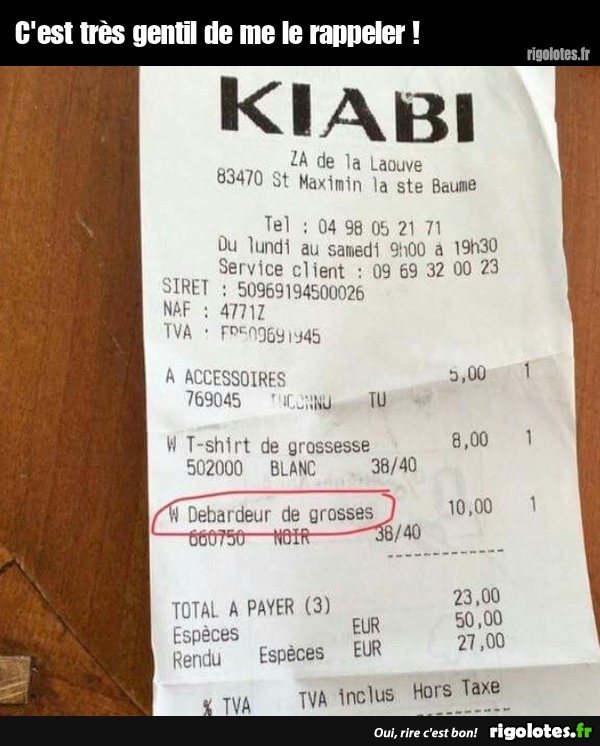 C'est très gentil de me le rappeler !
rigolotes.fr
KIABI
ZA de la Laouve
83470 St Maximin la ste Baume
Tel : 04 98 05 21 71
Du lundi au samedi 9h00 à 19h30
Service client : 09 69 32 00 23
SIRET : 50969194500026
NAF : 4771Z
TVA : FR509691945
A ACCESSOIRES 5,00 1
769045 INCONNU TU
W T-shirt de grossesse 8,00 1
502000 BLANC 38/40
W Debardeur de grosses 10,00 1
660750 NOIR 38/40
TOTAL A PAYER (3) 23,00
Espèces EUR 50,00
Rendu Espèces EUR 27,00
% TVA TVA inclus Hors Taxe
Oui, rire c'est bon! rigolotes.fr